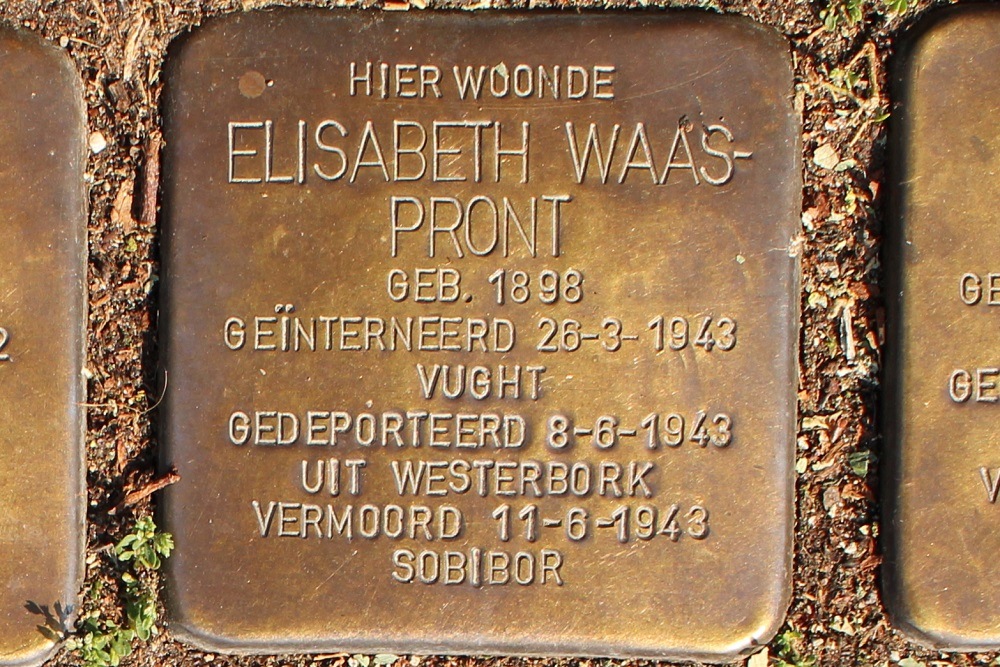 HIER WOONDE
ELISABETH WAAS-
PRONT
GEB. 1898
GEÏNTERNEERD 26-3-1943
VUGHT
GEDEPORTEERD 8-6-1943
UIT WESTERBORK
VERMOORD 11-6-1943
SOBIBOR